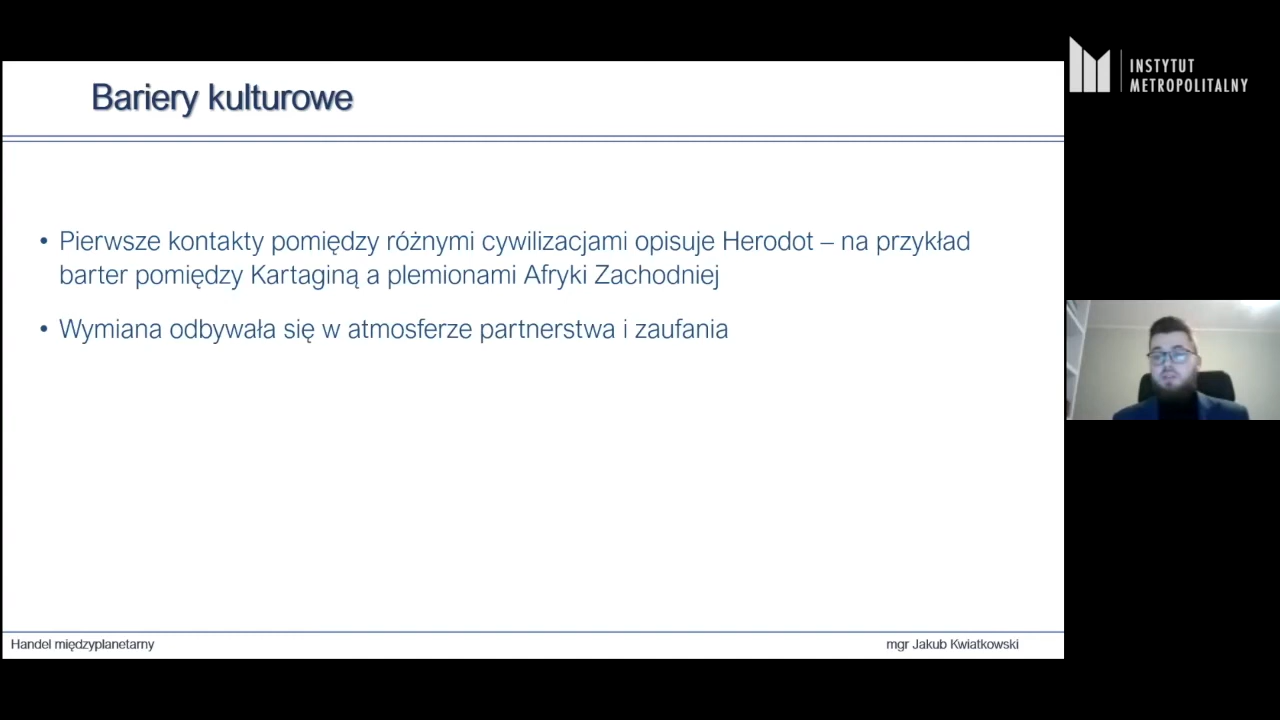 INSTYTUT
METROPOLITALNY
Bariery kulturowe
• Pierwsze kontakty pomiędzy różnymi cywilizacjami opisuje Herodot – na przykład
barter pomiędzy Kartaginą a plemionami Afryki Zachodniej
• Wymiana odbywała się w atmosferze partnerstwa i zaufania
Handel międzyplanetarny
mgr Jakub Kwiatkowski